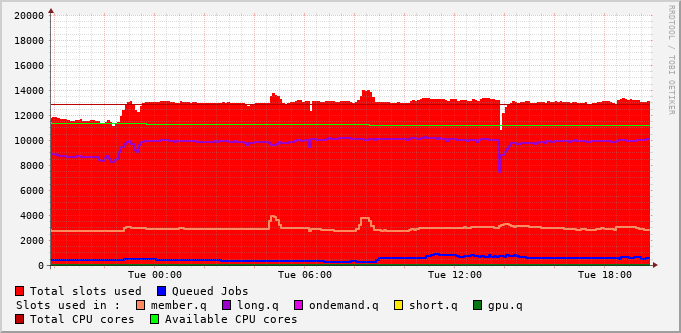 20000
18000
16000
14000
12000
10000
8000
6000
4000
2000
0
Tue 00:00 Tue 06:00 Tue 12:00 Tue 18:00
RRDTOOL / TOBI OETIKER
Total slots used Queued Jobs
Slots used in : member.q long.q ondemand.q short.q gpu.q
Total CPU cores Available CPU cores